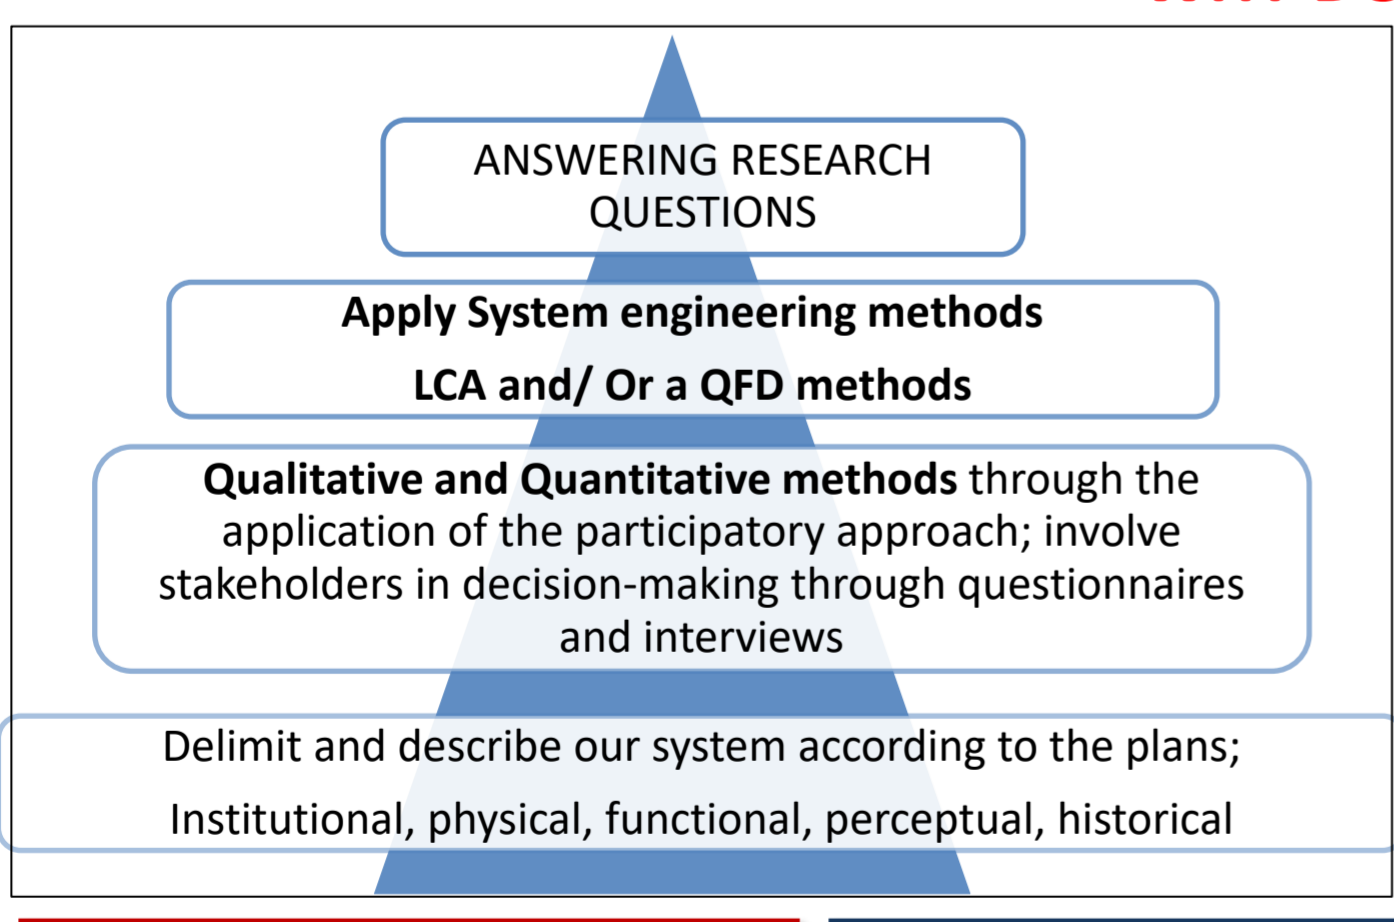 ANSWERING RESEARCH
QUESTIONS
Apply System engineering methods
LCA and/ Or a QFD methods
Qualitative and Quantitative methods through the
application of the participatory approach; involve
stakeholders in decision-making through questionnaires
and interviews
Delimit and describe our system according to the plans;
Institutional, physical, functional, perceptual, historical